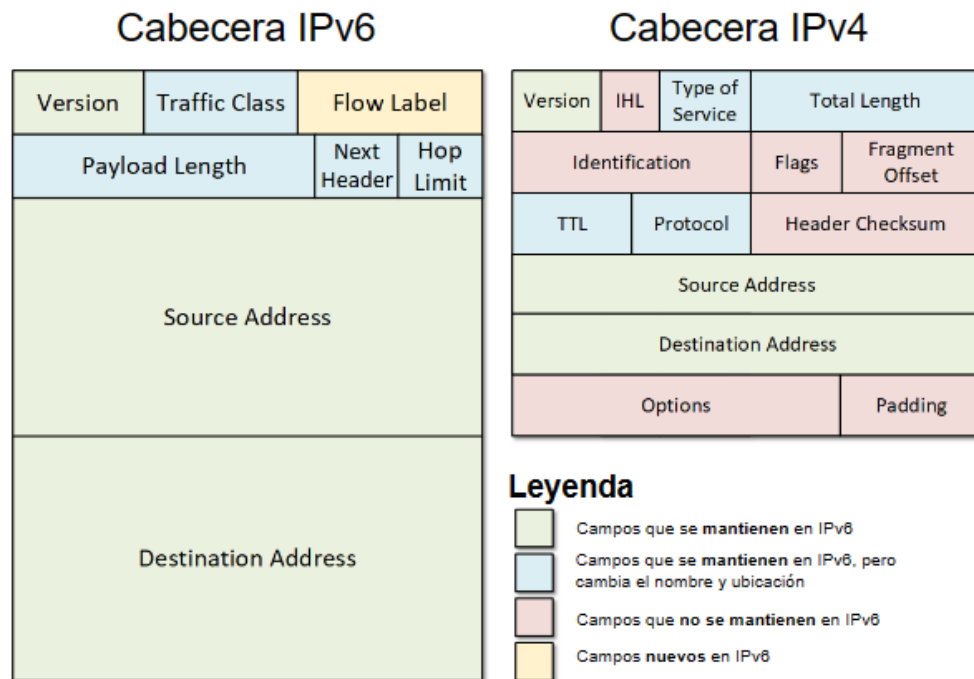 Cabecera IPv6
Version
Traffic Class
Flow Label
Payload Length
Next
Header
Hop
Limit
Source Address
Destination Address
Cabecera IPv4
Version
IHL
Type of
Service
Total Length
Identification
Flags
Fragment
Offset
TTL
Protocol
Header Checksum
Source Address
Destination Address
Options
Padding
Leyenda
Campos que se mantienen en IPv6
Campos que se mantienen en IPv6, pero
cambia el nombre y ubicación
Campos que no se mantienen en IPv6
Campos nuevos en IPv6